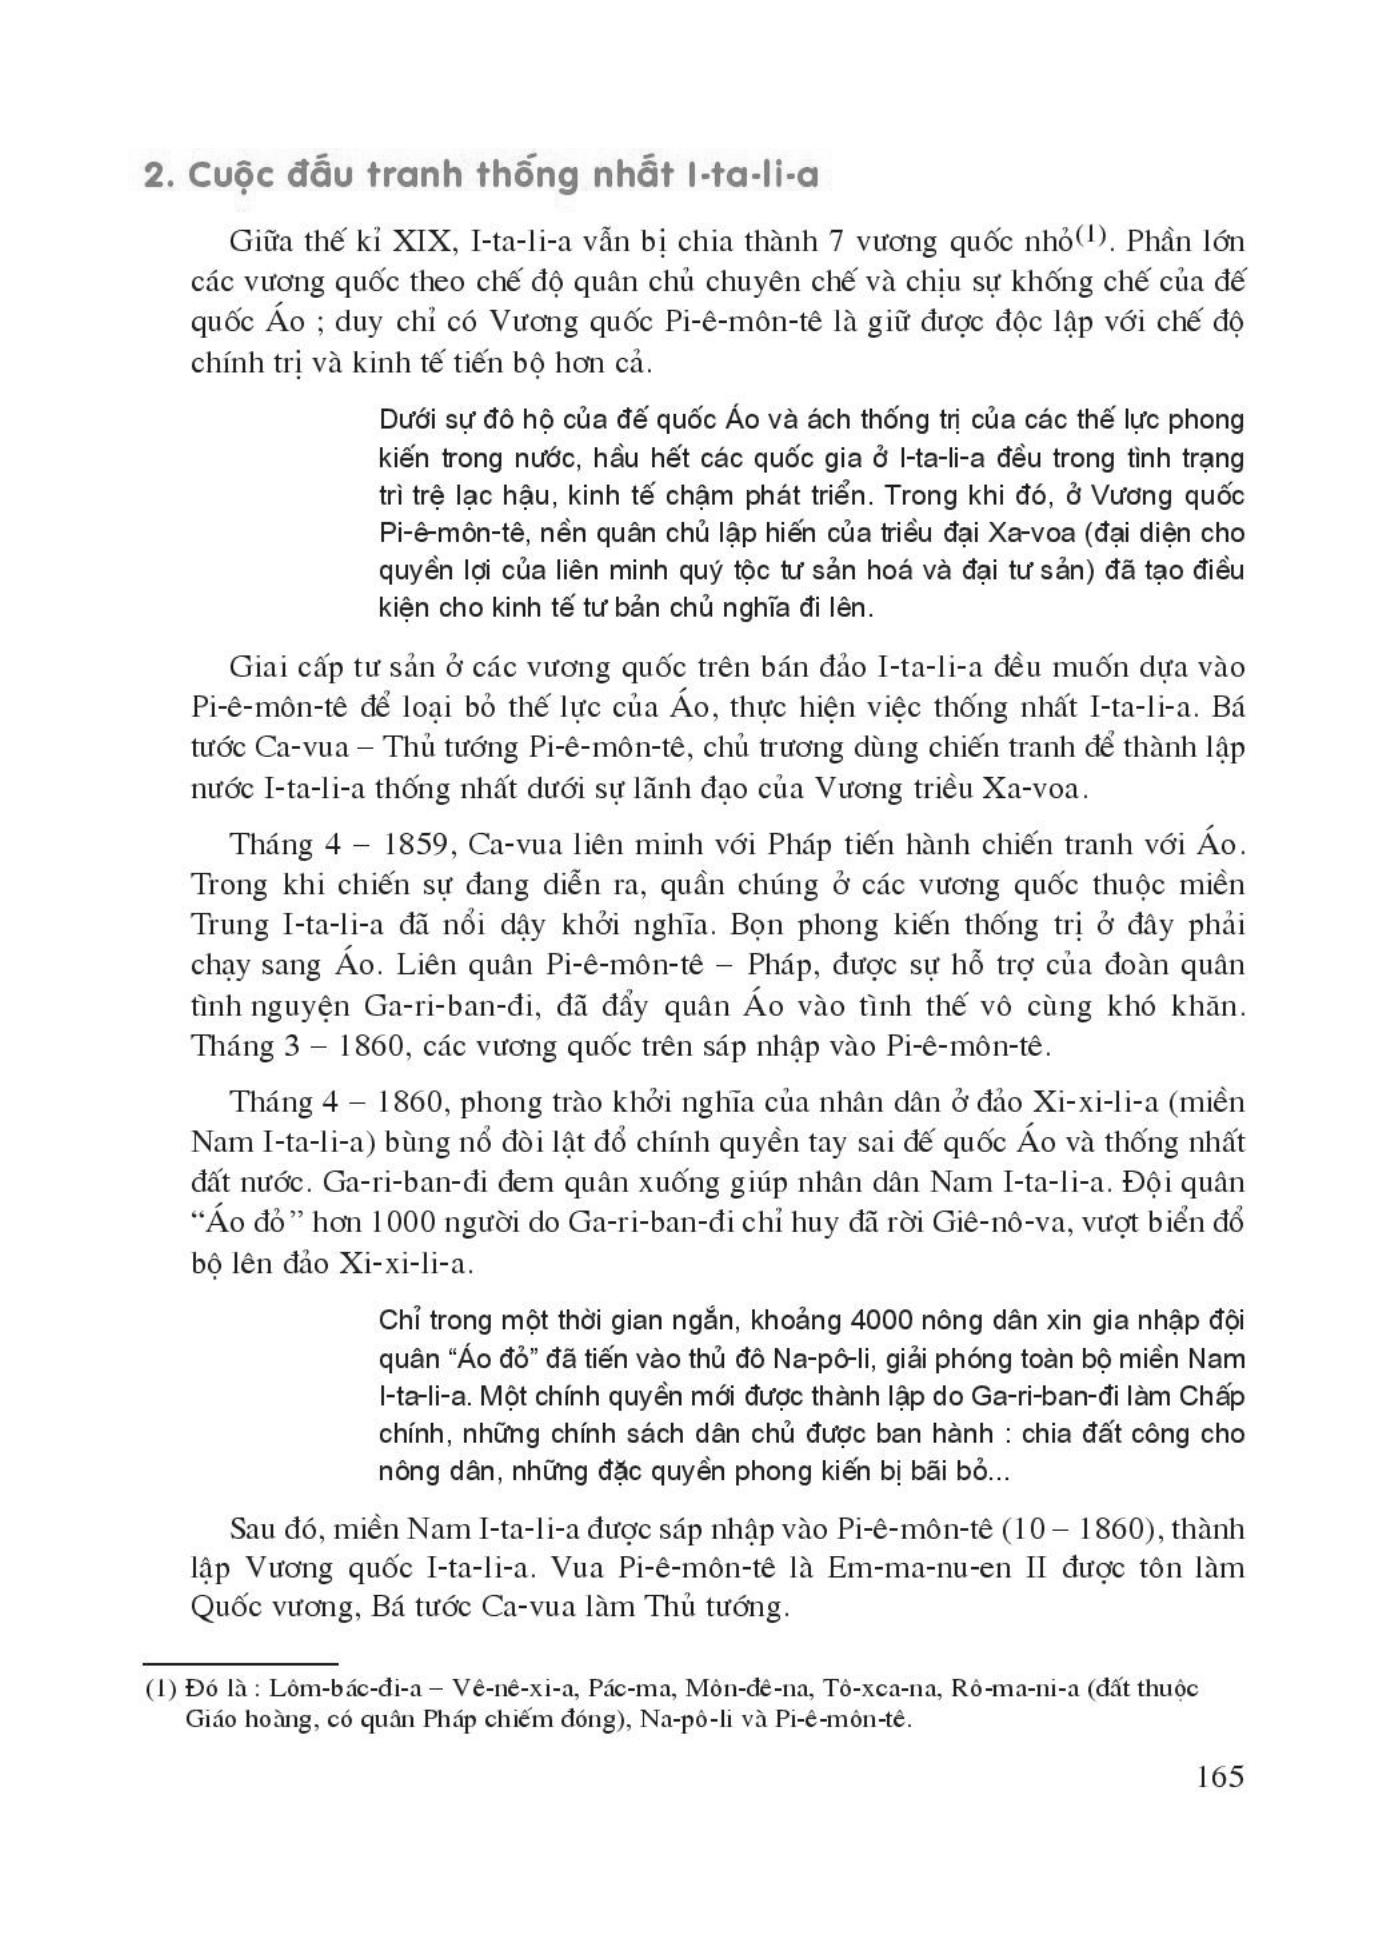 2. Cuộc đấu tranh thống nhất I-ta-li-a
Giữa thế kỉ XIX, I-ta-li-a vẫn bị chia thành 7 vương quốc nhỏ(1). Phần lớn
các vương quốc theo chế độ quân chủ chuyên chế và chịu sự khống chế của đế
quốc Áo ; duy chỉ có Vương quốc Pi-ê-môn-tê là giữ được độc lập với chế độ
chính trị và kinh tế tiến bộ hơn cả.
Dưới sự đô hộ của đế quốc Áo và ách thống trị của các thế lực phong
kiến trong nước, hầu hết các quốc gia ở I-ta-li-a đều trong tình trạng
trì trệ lạc hậu, kinh tế chậm phát triển. Trong khi đó, ở Vương quốc
Pi-ê-môn-tê, nền quân chủ lập hiến của triều đại Xa-voa (đại diện cho
quyền lợi của liên minh quý tộc tư sản hoá và đại tư sản) đã tạo điều
kiện cho kinh tế tư bản chủ nghĩa đi lên.
Giai cấp tư sản ở các vương quốc trên bán đảo I-ta-li-a đều muốn dựa vào
Pi-ê-môn-tê để loại bỏ thế lực của Áo, thực hiện việc thống nhất I-ta-li-a. Bá
tước Ca-vua – Thủ tướng Pi-ê-môn-tê, chủ trương dùng chiến tranh để thành lập
nước I-ta-li-a thống nhất dưới sự lãnh đạo của Vương triều Xa-voa.
Tháng 4 – 1859, Ca-vua liên minh với Pháp tiến hành chiến tranh với Áo.
Trong khi chiến sự đang diễn ra, quần chúng ở các vương quốc thuộc miền
Trung I-ta-li-a đã nổi dậy khởi nghĩa. Bọn phong kiến thống trị ở đây phải
chạy sang Áo. Liên quân Pi-ê-môn-tê – Pháp, được sự hỗ trợ của đoàn quân
tình nguyện Ga-ri-ban-đi, đã đẩy quân Áo vào tình thế vô cùng khó khăn.
Tháng 3 – 1860, các vương quốc trên sáp nhập vào Pi-ê-môn-tê.
Tháng 4 – 1860, phong trào khởi nghĩa của nhân dân ở đảo Xi-xi-li-a (miền
Nam I-ta-li-a) bùng nổ đòi lật đổ chính quyền tay sai đế quốc Áo và thống nhất
đất nước. Ga-ri-ban-đi đem quân xuống giúp nhân dân Nam I-ta-li-a. Đội quân
“Áo đỏ” hơn 1000 người do Ga-ri-ban-đi chỉ huy đã rời Giê-nô-va, vượt biển đổ
bộ lên đảo Xi-xi-li-a.
Chỉ trong một thời gian ngắn, khoảng 4000 nông dân xin gia nhập đội
quân “Áo đỏ” đã tiến vào thủ đô Na-pô-li, giải phóng toàn bộ miền Nam
I-ta-li-a. Một chính quyền mới được thành lập do Ga-ri-ban-đi làm Chấp
chính, những chính sách dân chủ được ban hành : chia đất công cho
nông dân, những đặc quyền phong kiến bị bãi bỏ...
Sau đó, miền Nam I-ta-li-a được sáp nhập vào Pi-ê-môn-tê (10 – 1860), thành
lập Vương quốc I-ta-li-a. Vua Pi-ê-môn-tê là Em-ma-nu-en II được tôn làm
Quốc vương, Bá tước Ca-vua làm Thủ tướng.
(1) Đó là : Lôm-bác-đi-a – Vê-nê-xi-a, Pác-ma, Môn-đê-na, Tô-xca-na, Rô-ma-ni-a (đất thuộc
Giáo hoàng, có quân Pháp chiếm đóng), Na-pô-li và Pi-ê-môn-tê.
165